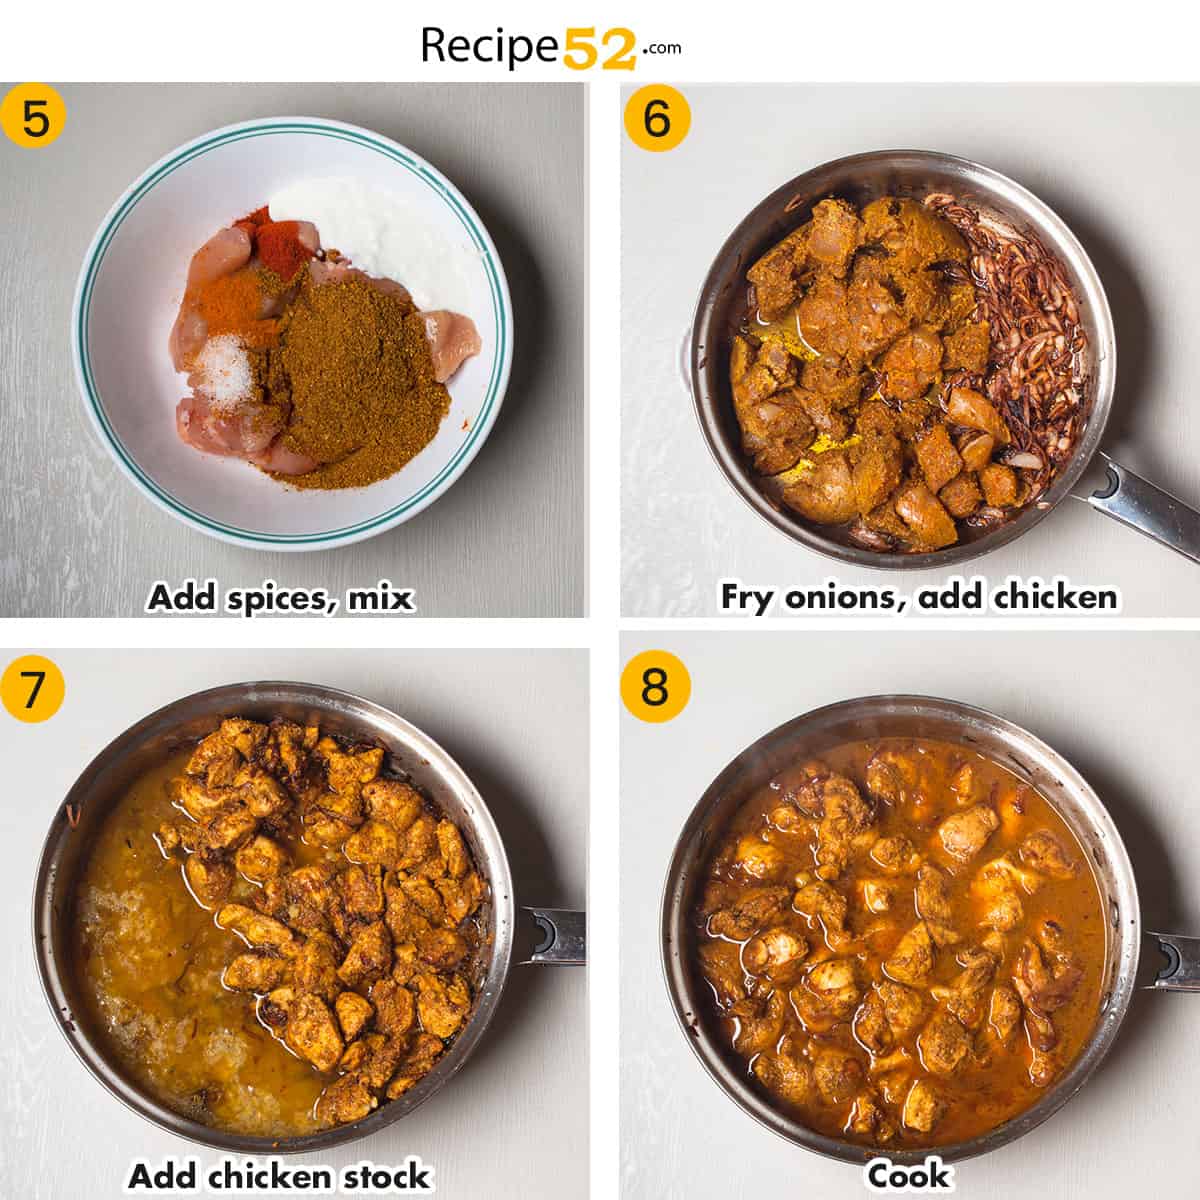 Recipe52.com
5
6
Add spices, mix
Fry onions, add chicken
7
8
Add chicken stock
Cook